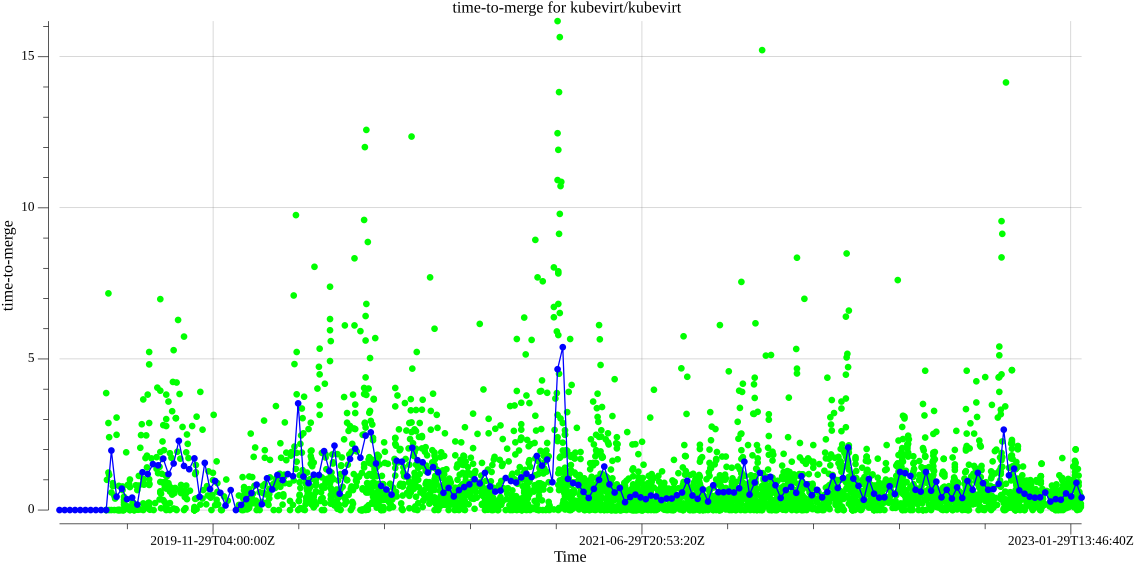 time-to-merge for kubevirt/kubevirt
15
10
5
0
time-to-merge
2019-11-29T04:00:00Z
2021-06-29T20:53:20Z
2023-01-29T13:46:40Z
Time